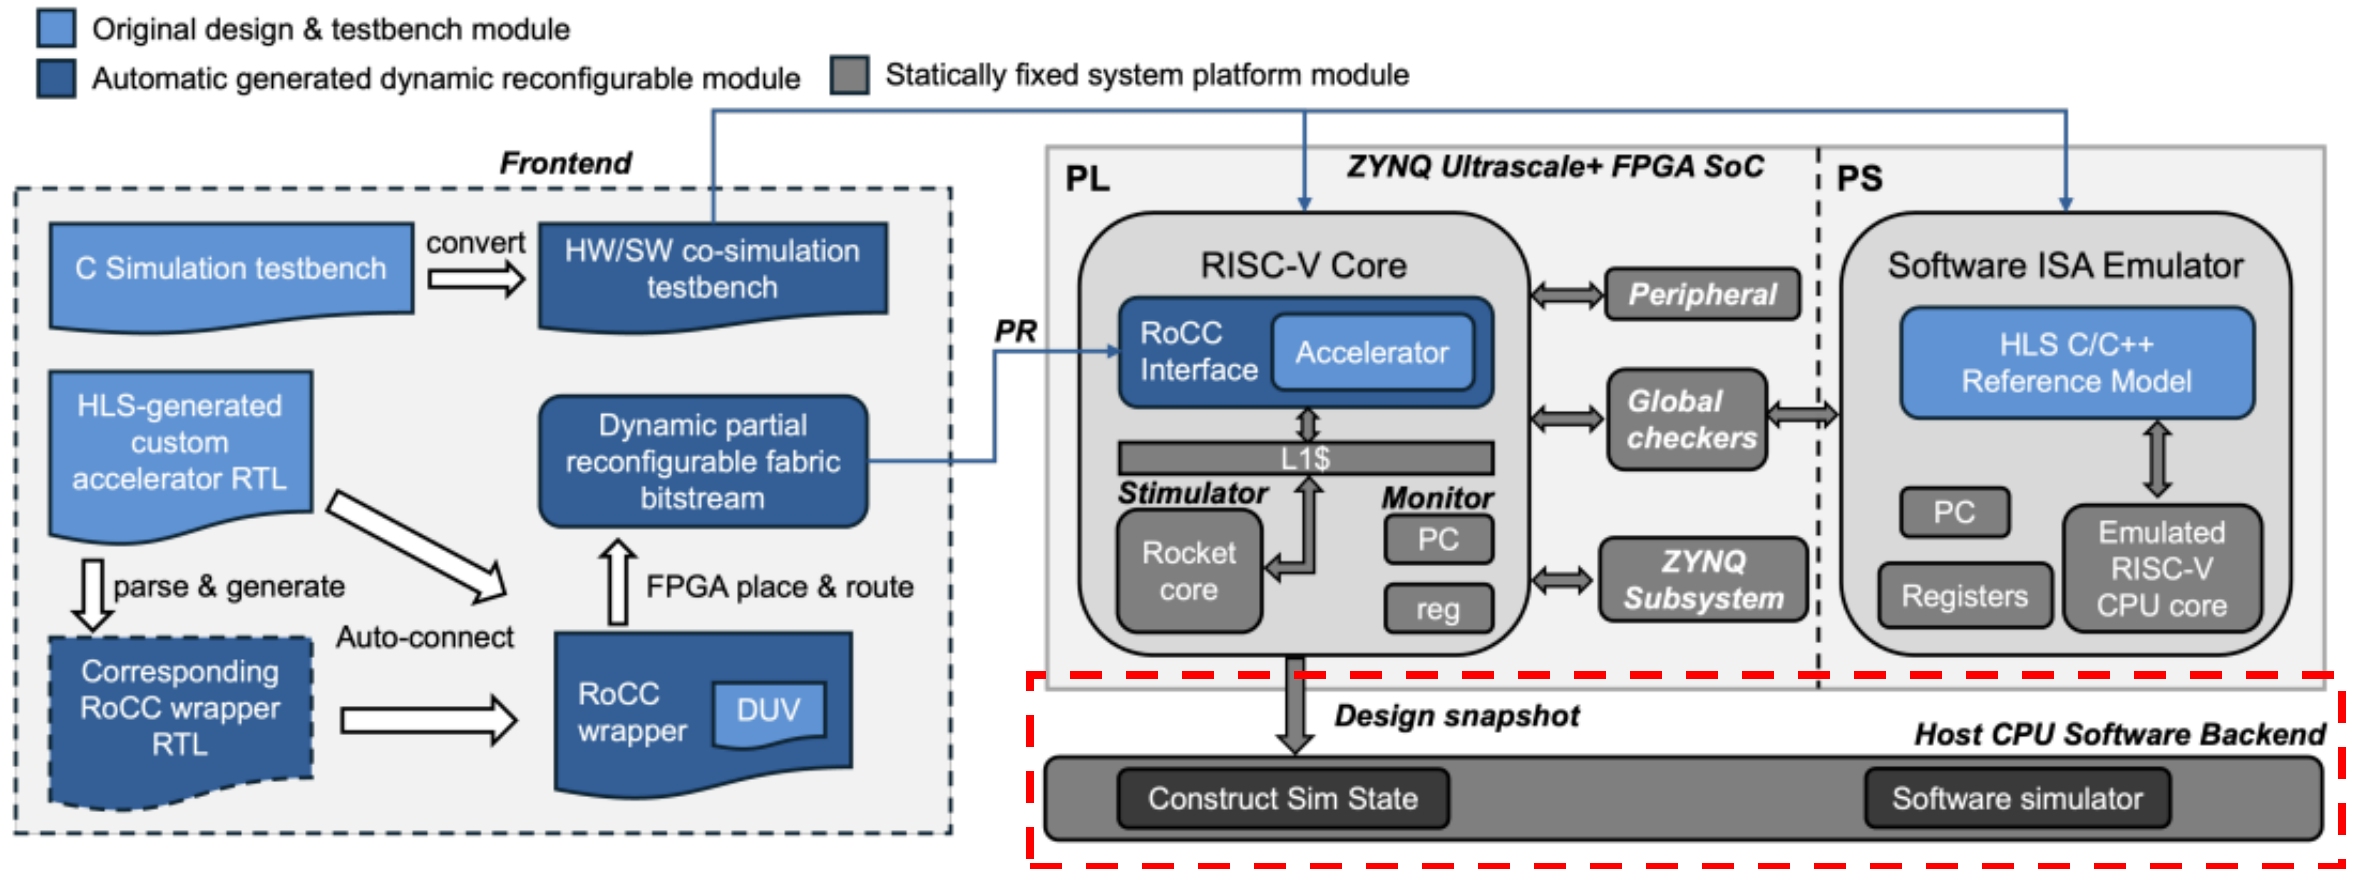 Original design & testbench module
Automatic generated dynamic reconfigurable module
Statically fixed system platform module
Frontend
C Simulation testbench
convert
HW/SW co-simulation
testbench
HLS-generated
custom
accelerator RTL
Dynamic partial
reconfigurable fabric
bitstream
parse & generate
FPGA place & route
Auto-connect
Corresponding
RoCC wrapper
RTL
RoCC
wrapper
DUV
PR
PL
ZYNQ Ultrascale+ FPGA SoC
PS
RISC-V Core
RoCC
Interface
Accelerator
L1$
Stimulator
Monitor
Rocket
core
PC
reg
Peripheral
Global
checkers
ZYNQ
Subsystem
Software ISA Emulator
HLS C/C++
Reference Model
PC
Registers
Emulated
RISC-V
CPU core
Design snapshot
Host CPU Software Backend
Construct Sim State
Software simulator